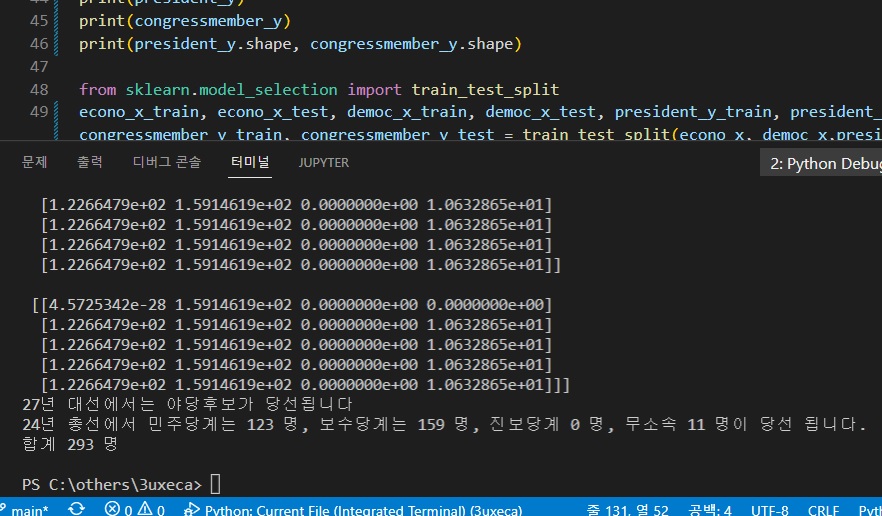 44 print(president_y)
45 print(congressmember_y)
46 print(president_y.shape, congressmember_y.shape)
47
48 from sklearn.model_selection import train_test_split
49 econo_x_train, econo_x_test, democ_x_train, democ_x_test, president_y_train, president_
congressmember_y_train, congressmember_y_test = train_test_split(econo_x, democ_x,presi
문제 출력 디버그 콘솔 터미널 JUPYTER 2: Python Debug
[1.2266479e+02 1.5914619e+02 0.0000000e+00 1.0632865e+01]
[1.2266479e+02 1.5914619e+02 0.0000000e+00 1.0632865e+01]
[1.2266479e+02 1.5914619e+02 0.0000000e+00 1.0632865e+01]
[1.2266479e+02 1.5914619e+02 0.0000000e+00 1.0632865e+01]]
[[4.5725342e-28 1.5914619e+02 0.0000000e+00 0.0000000e+00]
[1.2266479e+02 1.5914619e+02 0.0000000e+00 1.0632865e+01]
[1.2266479e+02 1.5914619e+02 0.0000000e+00 1.0632865e+01]
[1.2266479e+02 1.5914619e+02 0.0000000e+00 1.0632865e+01]
[1.2266479e+02 1.5914619e+02 0.0000000e+00 1.0632865e+01]]]
27년 대선에서는 야당후보가 당선됩니다
24년 총선에서 민주당계는 123 명, 보수당계는 159 명, 진보당계 0 명, 무소속 11 명이 당선 됩니다.
합계 293 명
PS C:\others\3uxeca>
main* 0 0 Python: Current File (Integrated Terminal) (3uxeca) 줄 131, 열 52 공백: 4 UTF-8 CRLF Pyth